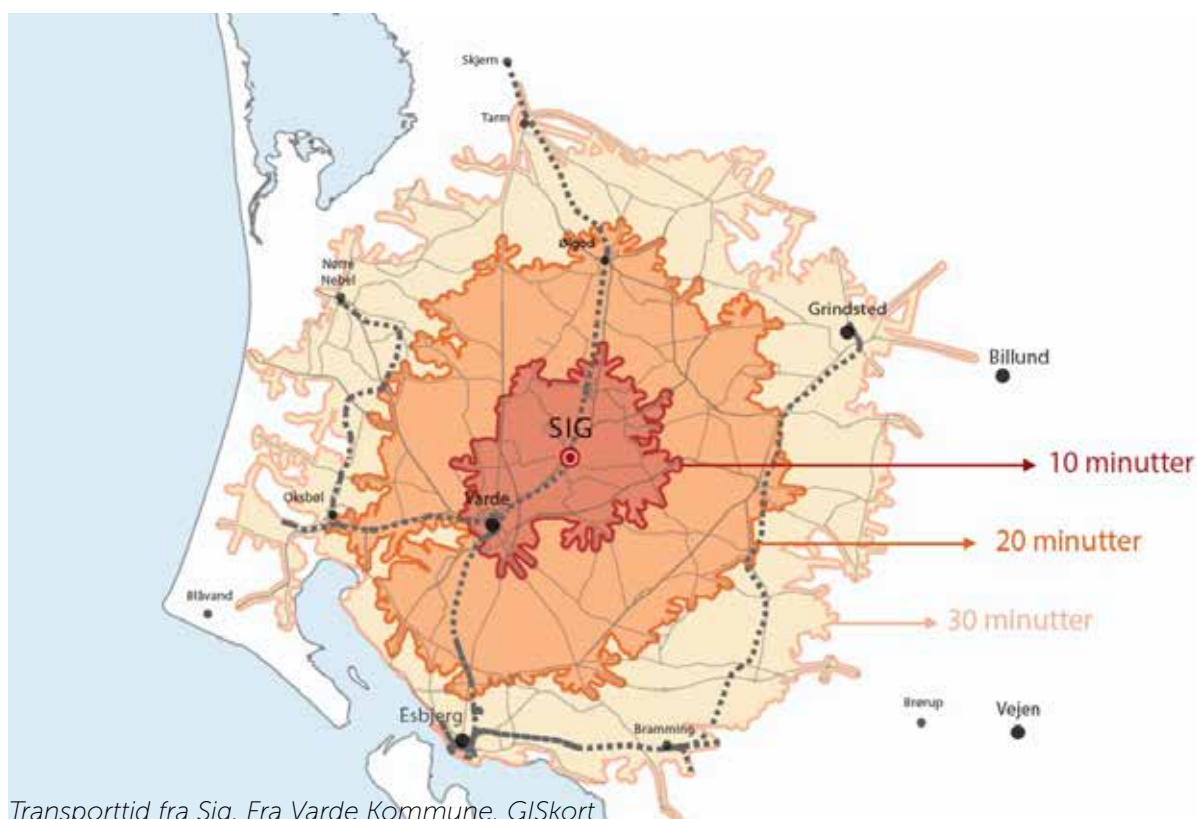 Skjern
Tarm
Ølgod
Nørre
Nebel
Grindsted
Billund
SIG
10 minutter
Oksbøl
Varde
20 minutter
Blåvand
30 minutter
Esbjerg
Bramming
Brørup
Vejen
Transporttid fra Sig. Fra Varde Kommune. GISkort